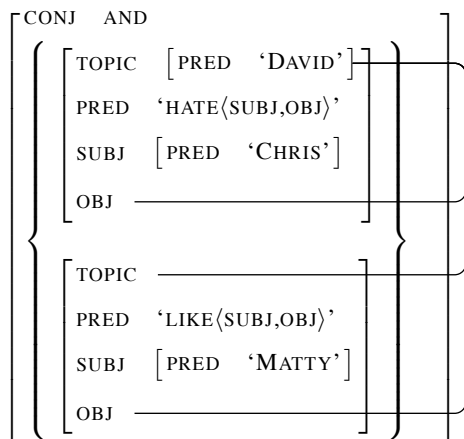 CONJ AND
TOPIC [PRED ‘DAVID’]
PRED ‘HATE⟨SUBJ,OBJ⟩’
SUBJ [PRED ‘CHRIS’]
OBJ
TOPIC
PRED ‘LIKE⟨SUBJ,OBJ⟩’
SUBJ [PRED ‘MATTY’]
OBJ